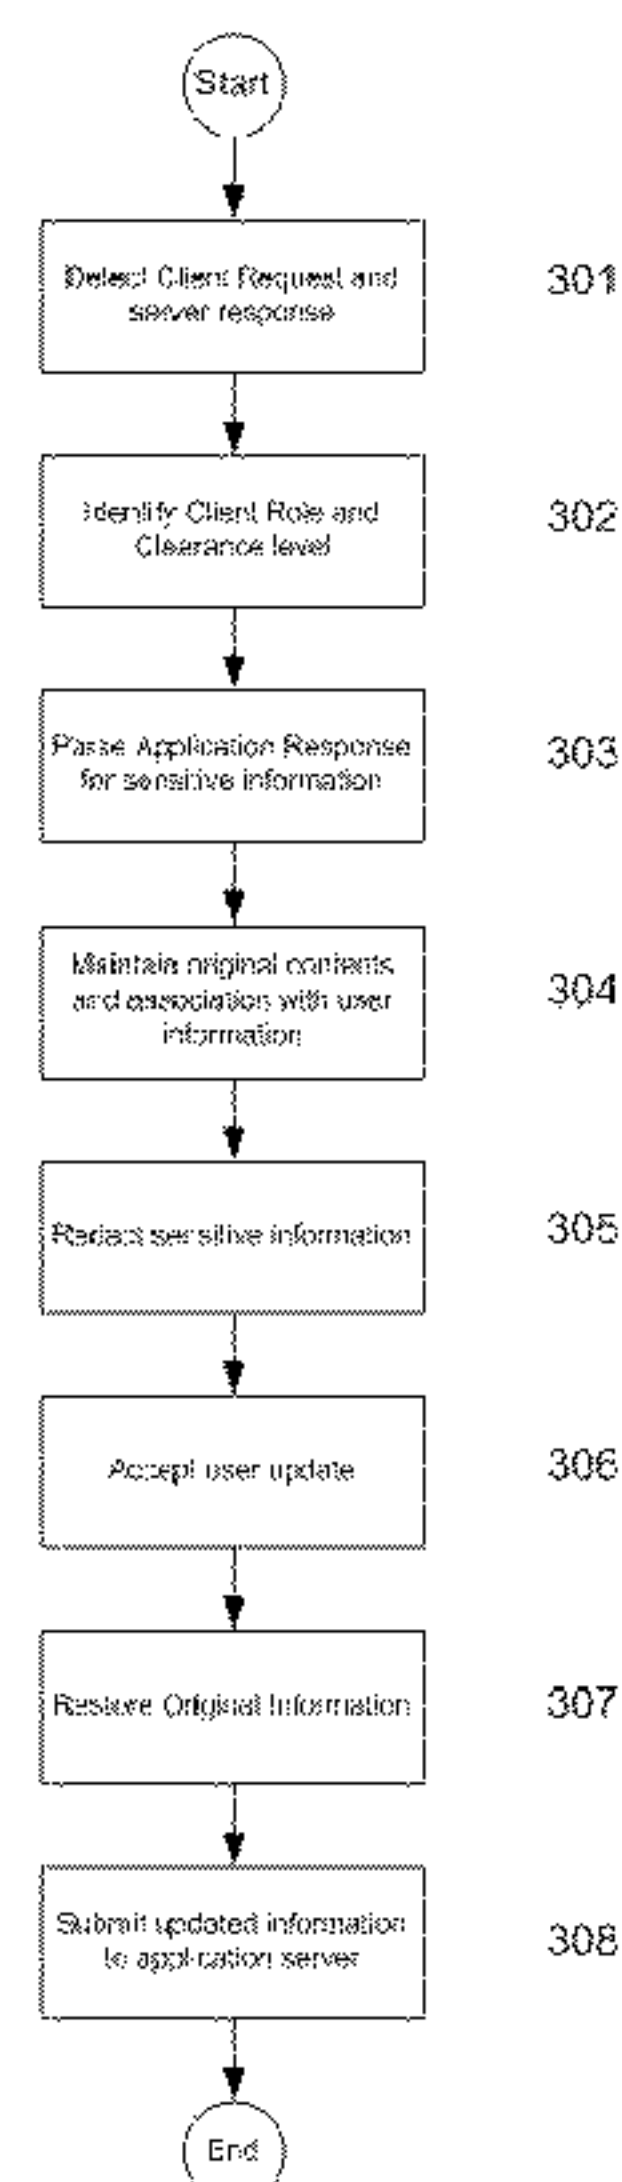 Start
Detect Client Request and
server response
301
Identify Client Role and
Clearance level
302
Parse Application Response
for sensitive information
303
Maintain original contents
and association with user
information
304
Redact sensitive information
305
Accept user update
306
Restore Original Information
307
Submit updated information
to application server
308
End